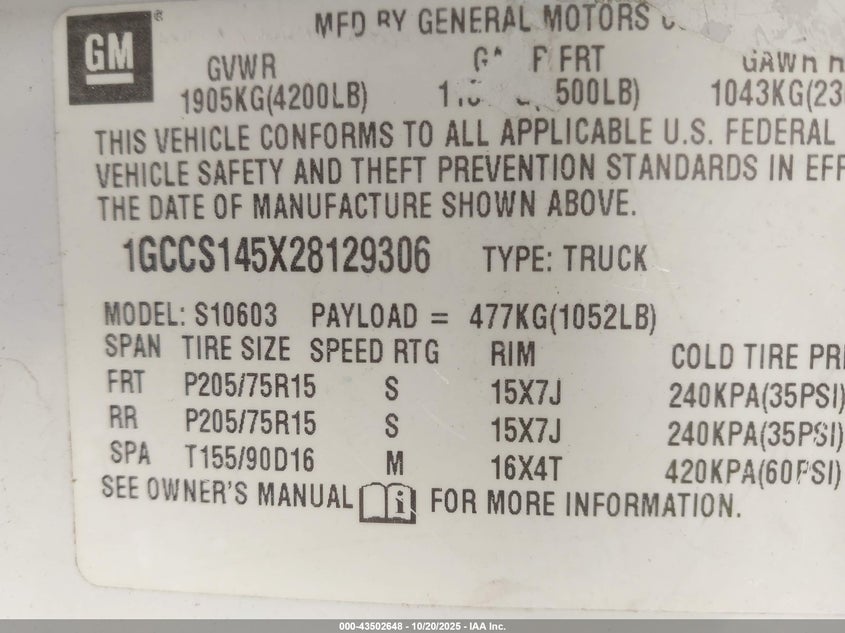 GM ®
MFD BY GENERAL MOTORS
GVWR FRT GAWR
1905KG(4200LB) 500LB) 1043KG(23
THIS VEHICLE CONFORMS TO ALL APPLICABLE U.S. FEDERAL
VEHICLE SAFETY AND THEFT PREVENTION STANDARDS IN EFF
THE DATE OF MANUFACTURE SHOWN ABOVE.
1GCCS145X28129306 TYPE: TRUCK
MODEL: S10603 PAYLOAD = 477KG(1052LB)
SPAN TIRE SIZE SPEED RTG RIM COLD TIRE PR
FRT P205/75R15 S 15X7J 240KPA(35PSI)
RR P205/75R15 S 15X7J 240KPA(35PSI)
SPA T155/90D16 M 16X4T 420KPA(60PSI)
SEE OWNER'S MANUAL i FOR MORE INFORMATION.
000-43502648 - 10/20/2025 - IAA Inc.